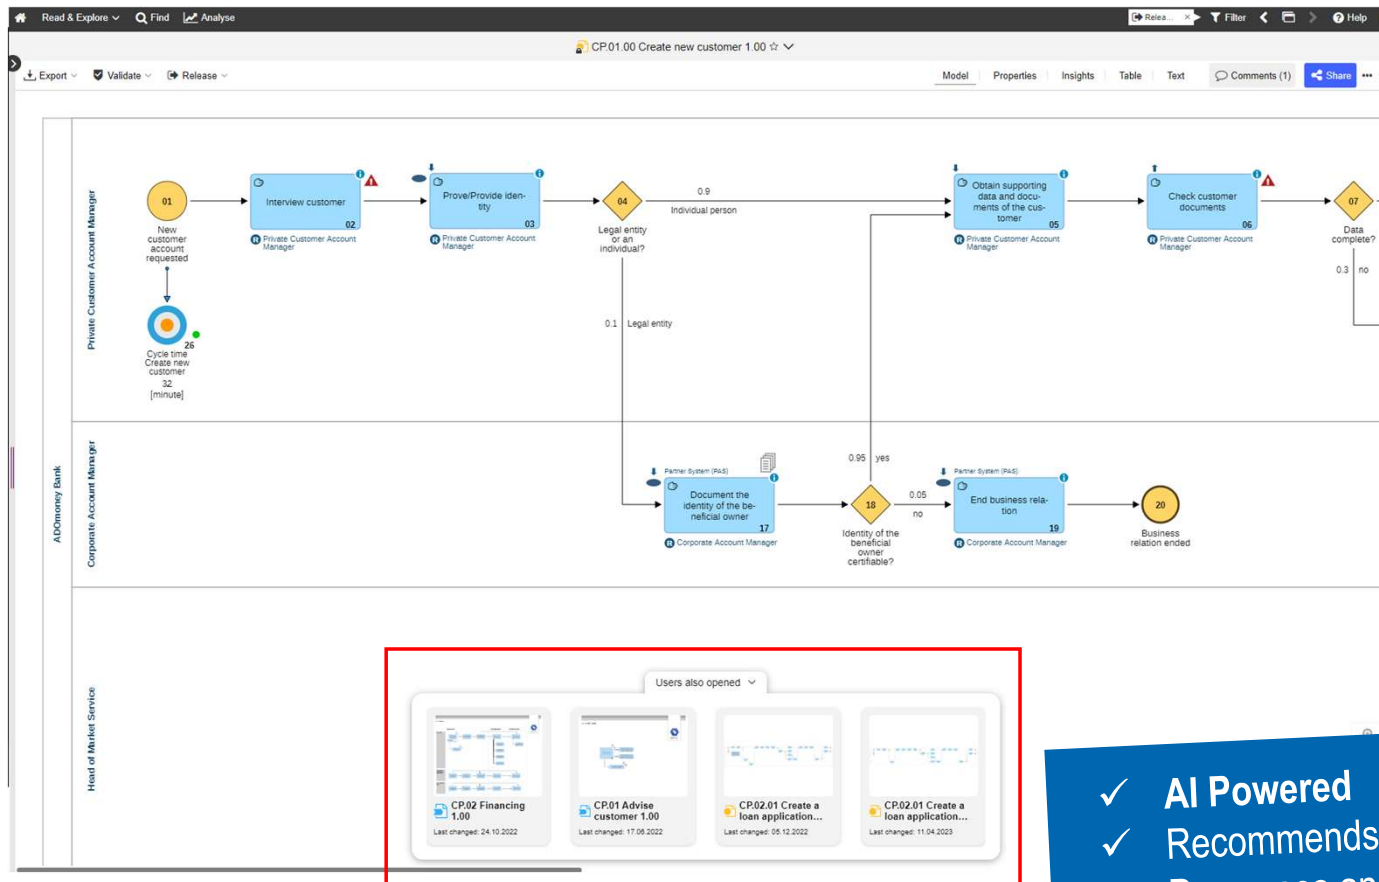 Read & Explore Find Analyse Relea... × Filter Help
CP.01.00 Create new customer 1.00
Export Validate Release Model Properties Insights Table Text Comments (1) Share
ADOmoney Bank
Private Customer Account Manager
01
New
customer
account
requested
26
Cycle time
Create new
customer
32
[minute]
Interview customer
02
R Private Customer Account
Manager
Prove/Provide iden-
tity
03
R Private Customer Account
Manager
04
Legal entity
or an
individual?
0.9
Individual person
0.1 Legal entity
Obtain supporting
data and docu-
ments of the cus-
tomer
05
R Private Customer Account
Manager
Check customer
documents
06
R Private Customer Account
Manager
07
Data
complete?
0.3 no
Corporate Account Manager
Partner System (PAS)
Document the
identity of the be-
neficial owner
17
R Corporate Account Manager
0.95 yes
18
Identity of the
beneficial
owner
certifiable?
0.05
no
Partner System (PAS)
End business rela-
tion
19
R Corporate Account Manager
20
Business
relation ended
Head of Market Service
Users also opened
CP.02 Financing
1.00
Last changed: 24.10.2022
CP.01 Advise
customer 1.00
Last changed: 17.06.2022
CP.02.01 Create a
loan application...
Last changed: 05.12.2022
CP.02.01 Create a
loan application...
Last changed: 11.04.2023
✓ AI Powered
✓ Recommends